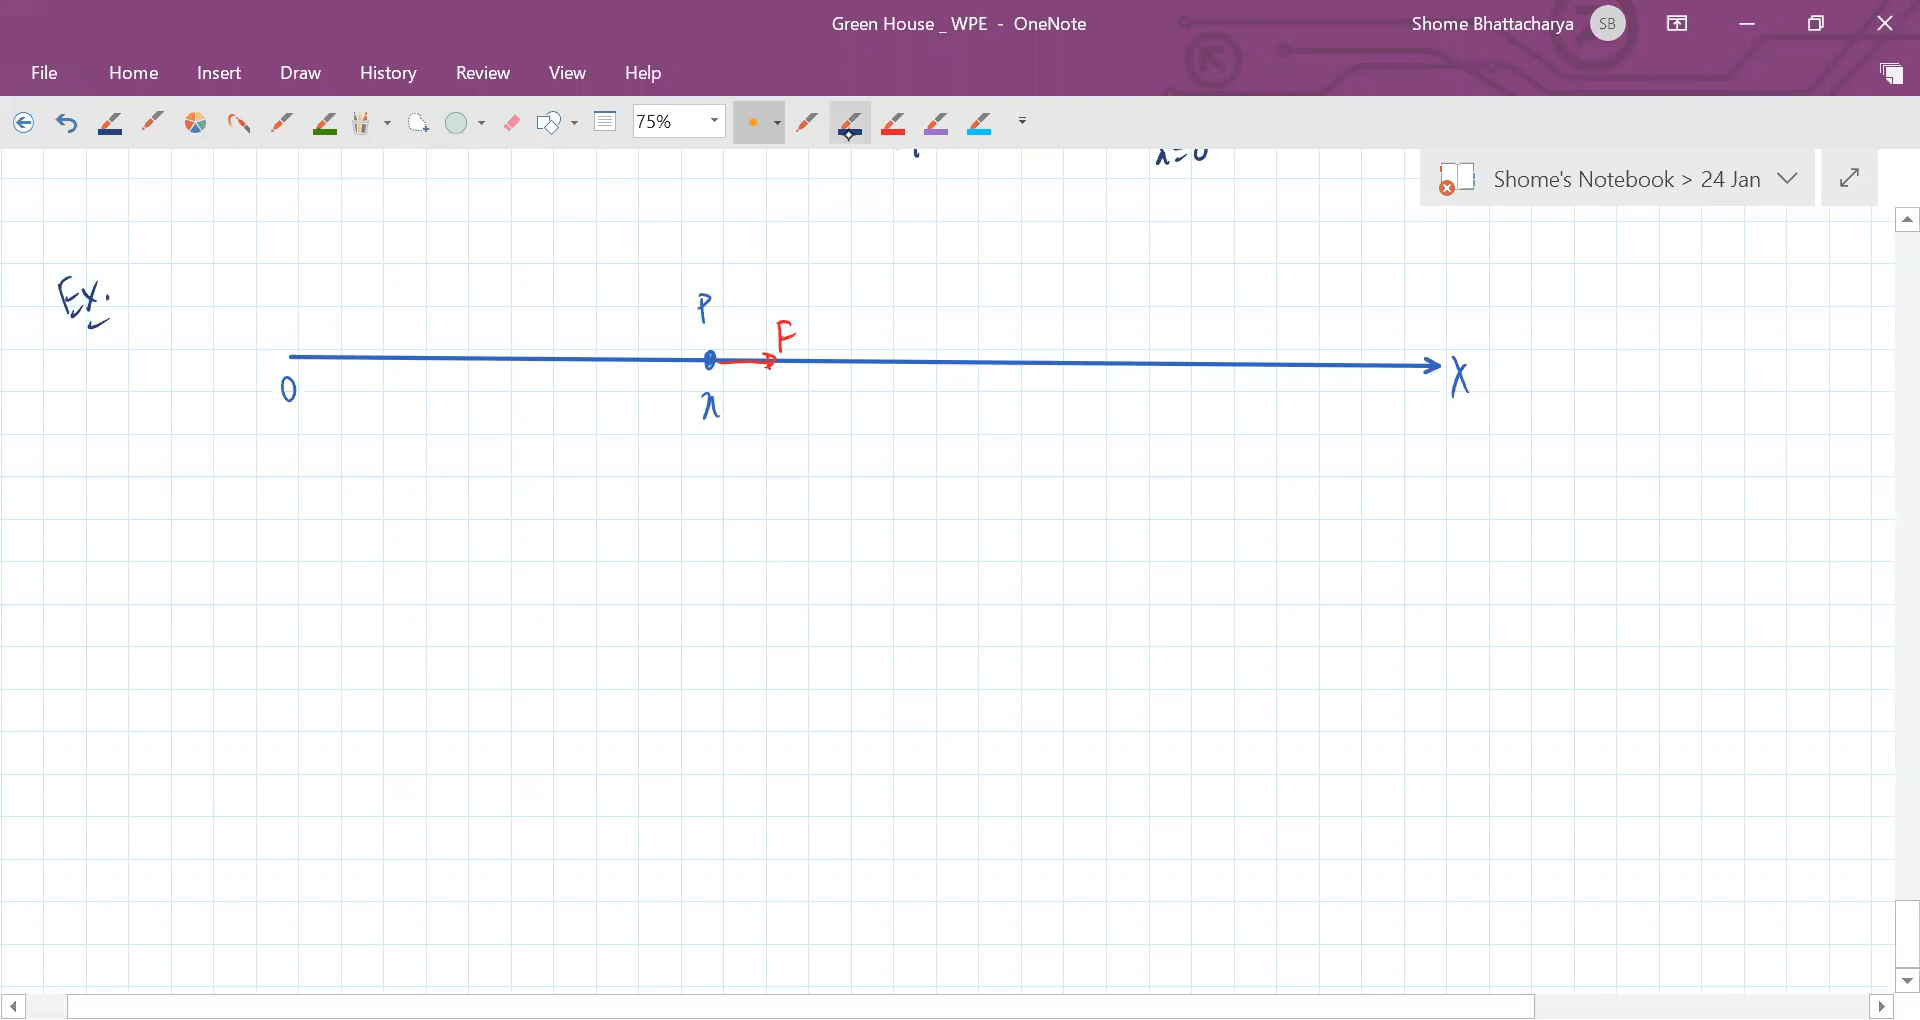 Green House _ WPE - OneNote
Shome Bhattacharya SB
File Home Insert Draw History Review View Help
75%
x=0
Shome's Notebook > 24 Jan
Ex.
P
F
O
x
X